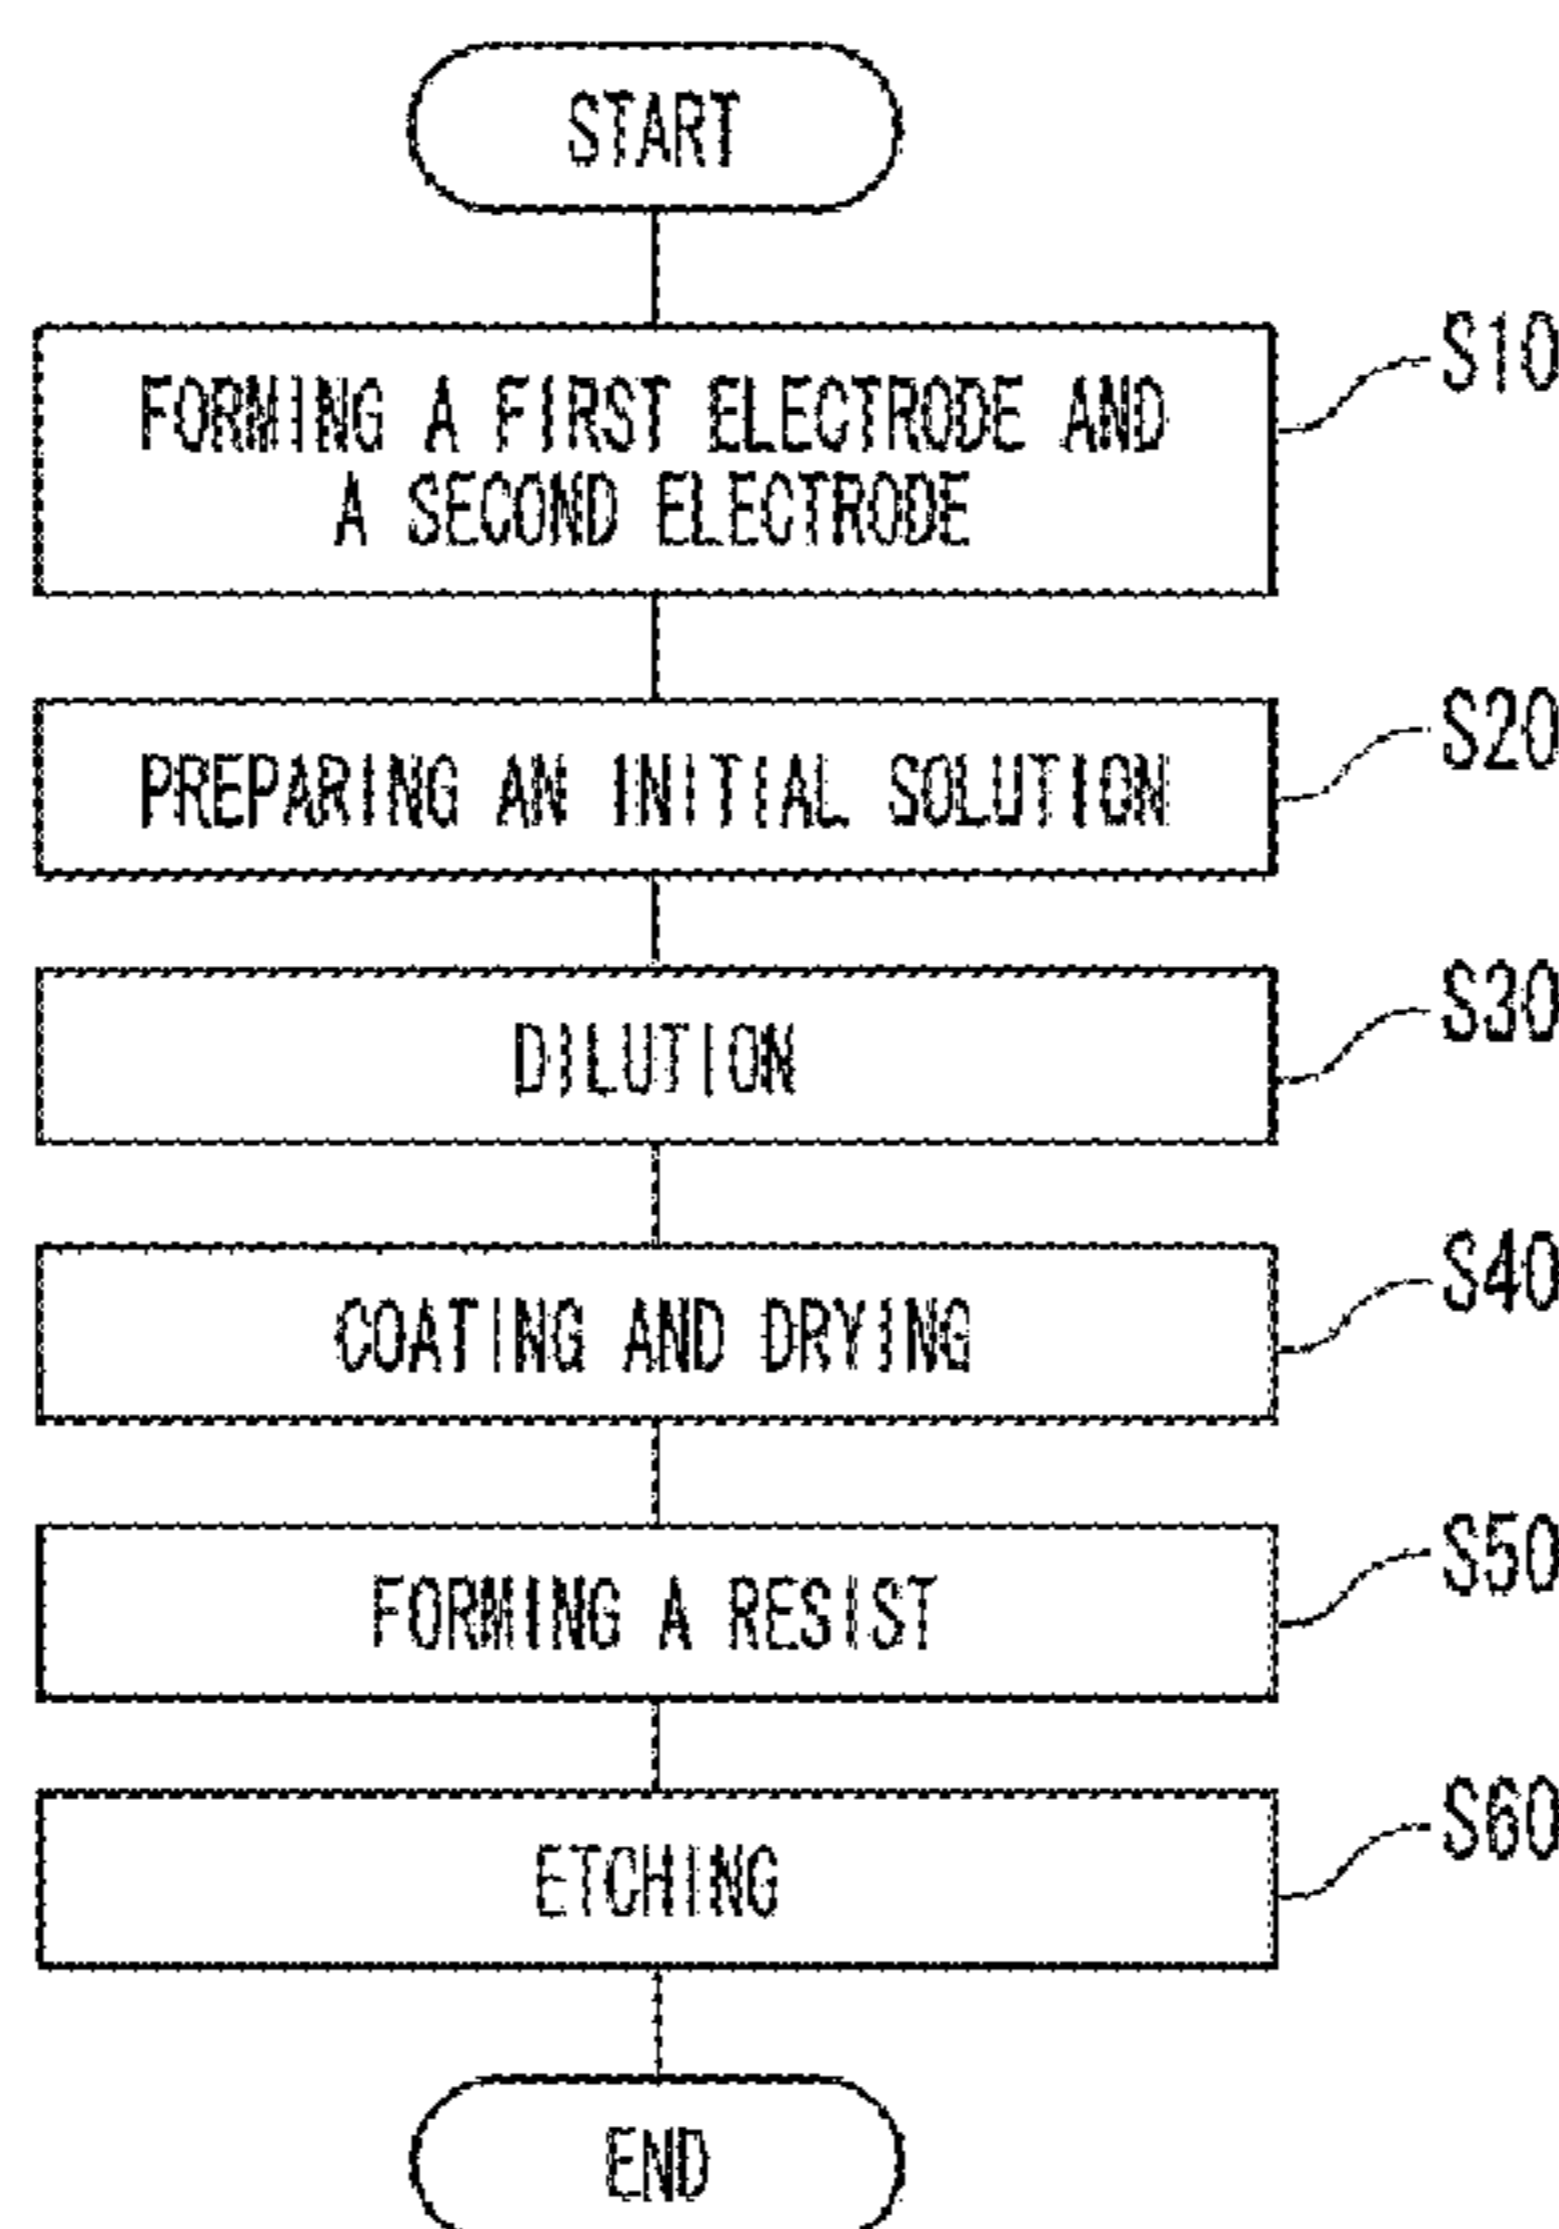 START
FORMING A FIRST ELECTRODE AND
A SECOND ELECTRODE
S10
PREPARING AN INITIAL SOLUTION
S20
DILUTION
S30
COATING AND DRYING
S40
FORMING A RESIST
S50
ETCHING
S60
END